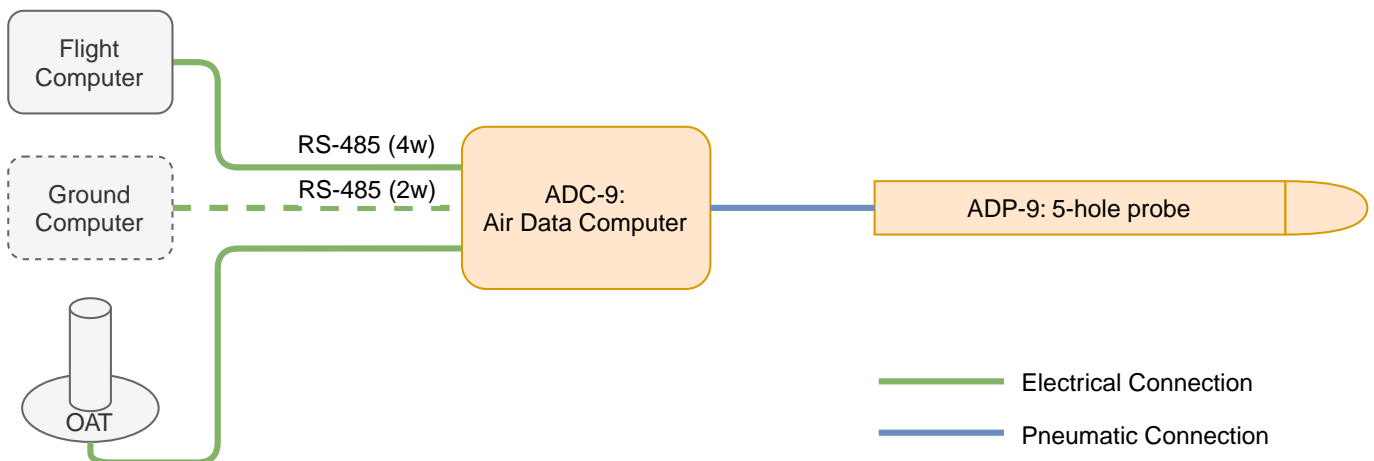 Flight
Computer
RS-485 (4w)
Ground
Computer
RS-485 (2w)
ADC-9:
Air Data Computer
ADP-9: 5-hole probe
OAT
Electrical Connection
Pneumatic Connection